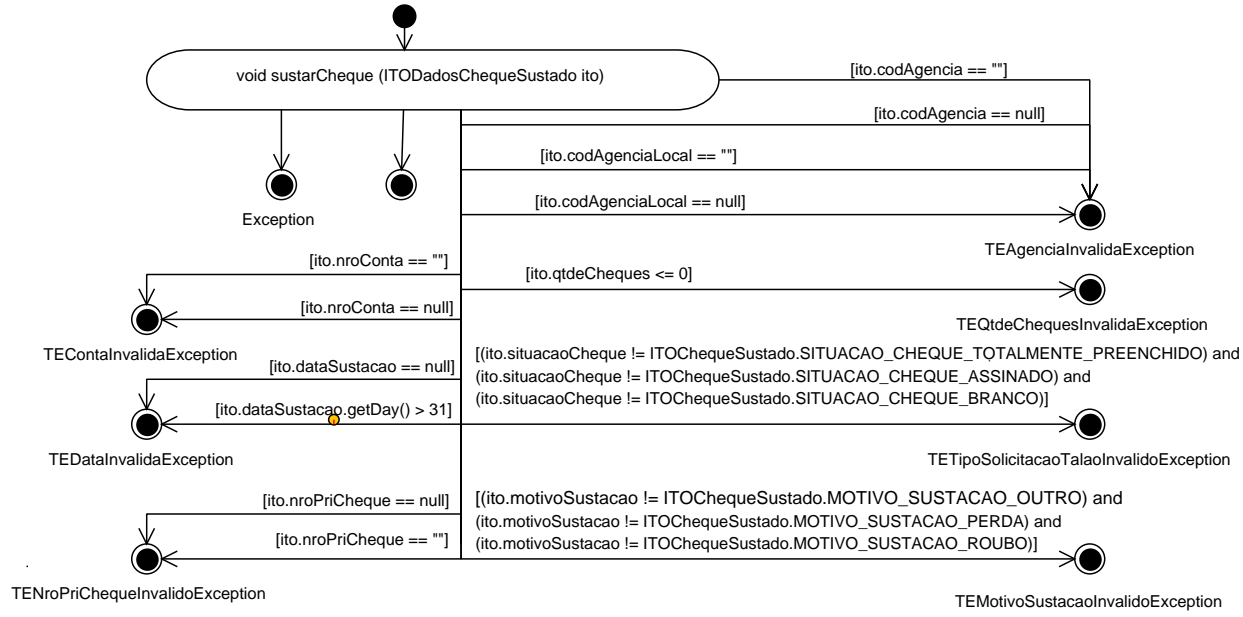 void sustarCheque (ITODadosChequeSustado ito)
[ito.codAgencia == ""]
[ito.codAgencia == null]
[ito.codAgenciaLocal == ""]
[ito.codAgenciaLocal == null]
Exception
TEAgenciaInvalidaException
[ito.nroConta == ""]
[ito.qtdeCheques <= 0]
[ito.nroConta == null]
TEQtdeChequesInvalidaException
TEContaInvalidaException
[ito.dataSustacao == null]
[(ito.situacaoCheque != ITOChequeSustado.SITUACAO_CHEQUE_TOTALMENTE_PREENCHIDO) and
(ito.situacaoCheque != ITOChequeSustado.SITUACAO_CHEQUE_ASSINADO) and
(ito.situacaoCheque != ITOChequeSustado.SITUACAO_CHEQUE_BRANCO)]
[ito.dataSustacao.getDay() > 31]
TEDataInvalidaException
TETipoSolicitacaoTalaoInvalidoException
[ito.nroPriCheque == null]
[(ito.motivoSustacao != ITOChequeSustado.MOTIVO_SUSTACAO_OUTRO) and
(ito.motivoSustacao != ITOChequeSustado.MOTIVO_SUSTACAO_PERDA) and
(ito.motivoSustacao != ITOChequeSustado.MOTIVO_SUSTACAO_ROUBO)]
[ito.nroPriCheque == ""]
TENroPriChequeInvalidoException
TEMotivoSustacaoInvalidoException